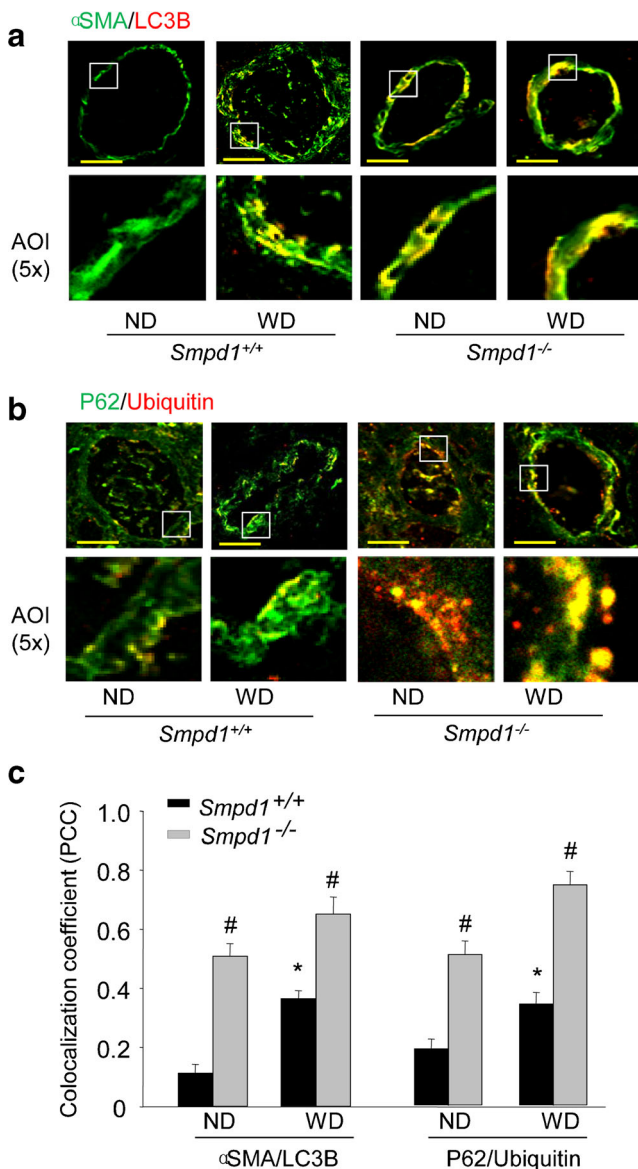 a
αSMA/LC3B
AOI
(5x)
ND WD ND WD
Smpd1+/+ Smpd1-/-
b
P62/Ubiquitin
AOI
(5x)
ND WD ND WD
Smpd1+/+ Smpd1-/-
c
Colocalization coefficient (PCC)
1.0
0.8
0.6
0.4
0.2
0
Smpd1+/+
Smpd1-/-
# * # # * #
ND WD ND WD
αSMA/LC3B P62/Ubiquitin